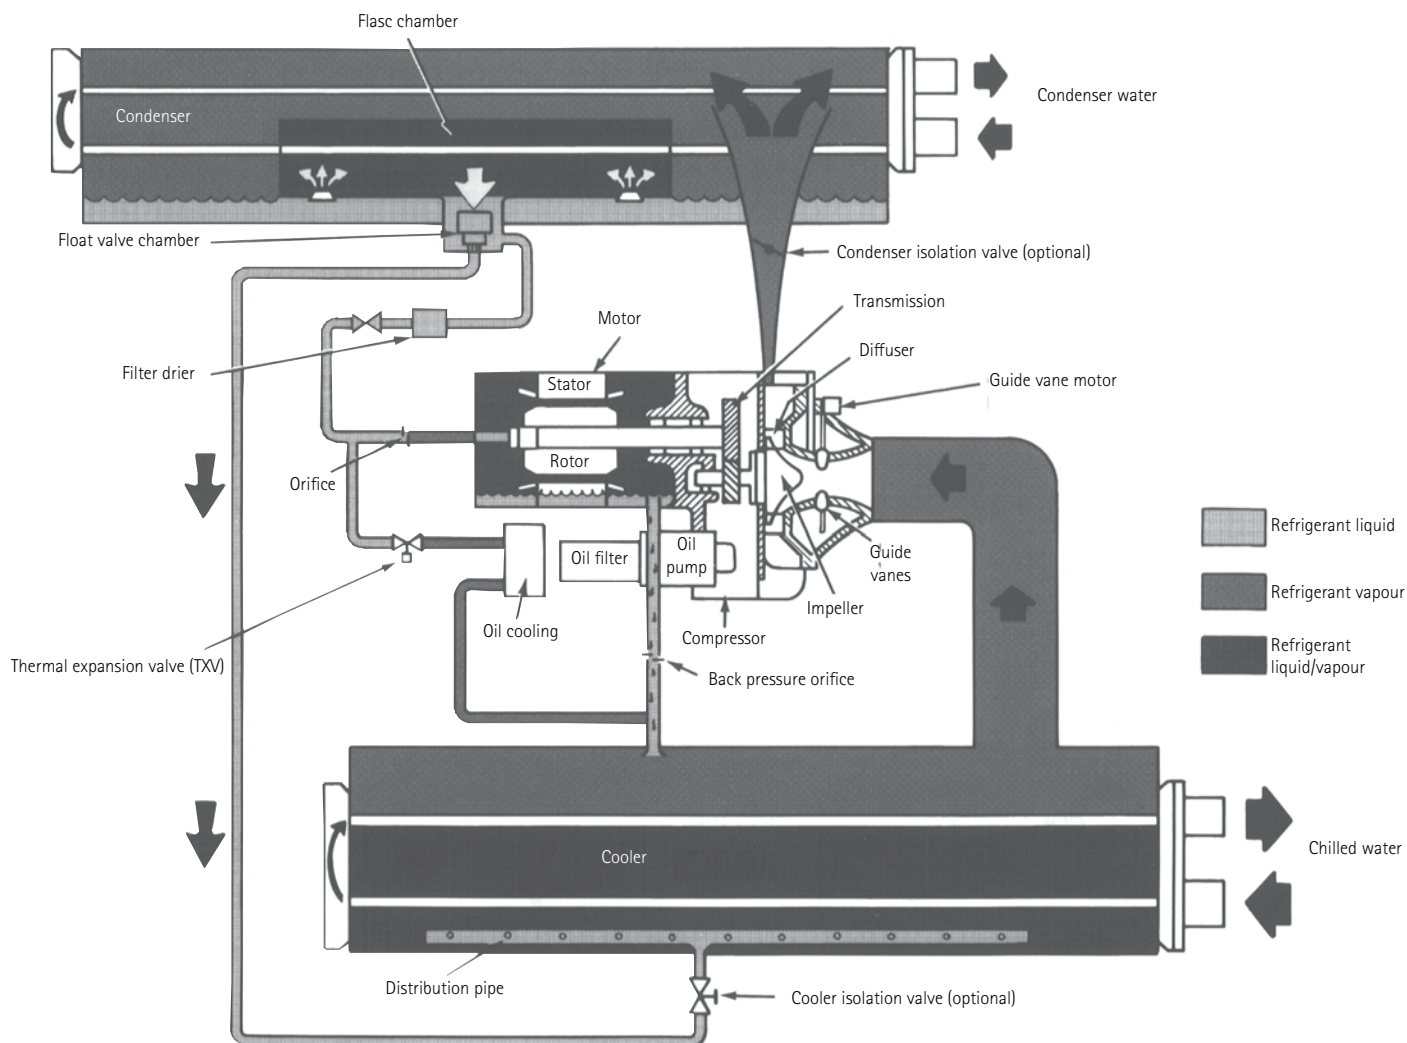 Flasc chamber
Condenser water
Condenser
Float valve chamber
Condenser isolation valve (optional)
Transmission
Motor
Diffuser
Filter drier
Guide vane motor
Stator
Rotor
Orifice
Refrigerant liquid
Oil filter
Oil
pump
Guide
vanes
Refrigerant vapour
Impeller
Oil cooling
Compressor
Refrigerant
liquid/vapour
Thermal expansion valve (TXV)
Back pressure orifice
Chilled water
Cooler
Distribution pipe
Cooler isolation valve (optional)